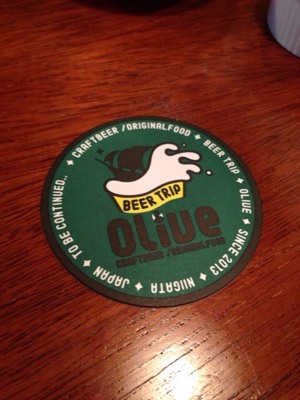 CRAFTBEER /ORIGINALFOOD ✦ BEER TRIP ✦ OLIVE ✦ SINCE 2013 ✦ NIIGATA ✦ JAPAN ✦ TO BE CONTINUED.. ✦
BEER TRIP
OLIVE
CRAFTBEER /ORIGINALFOOD